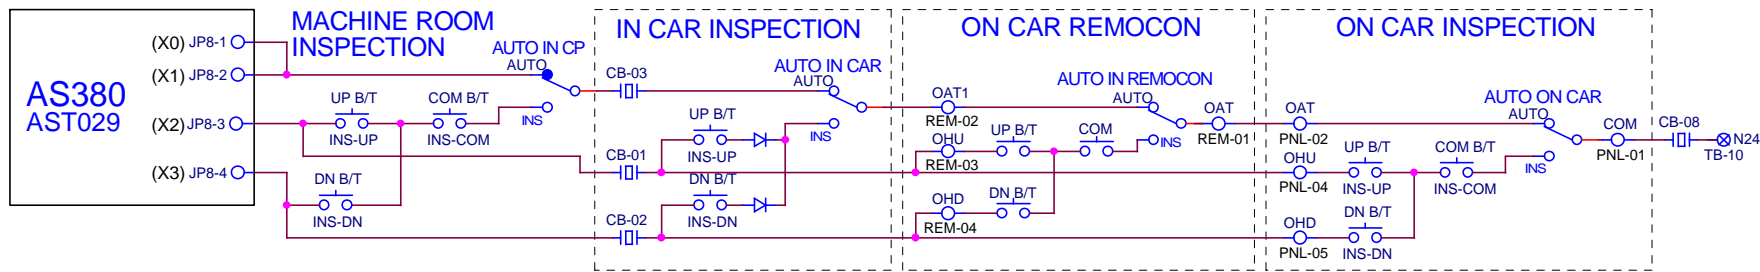 AS380
AST029
(X0) JP8-1
(X1) JP8-2
(X2) JP8-3
(X3) JP8-4
MACHINE ROOM
INSPECTION
AUTO IN CP
AUTO
INS
UP B/T
INS-UP
COM B/T
INS-COM
DN B/T
INS-DN
CB-03
CB-01
CB-02
IN CAR INSPECTION
AUTO IN CAR
AUTO
INS
UP B/T
INS-UP
DN B/T
INS-DN
ON CAR REMOCON
AUTO IN REMOCON
AUTO
INS
OAT1
REM-02
OHU
REM-03
UP B/T
COM
OHD
REM-04
DN B/T
OAT
REM-01
ON CAR INSPECTION
AUTO ON CAR
AUTO
INS
OAT
PNL-02
OHU
PNL-04
UP B/T
INS-UP
COM B/T
INS-COM
OHD
PNL-05
DN B/T
INS-DN
COM
PNL-01
CB-08
N24
TB-10